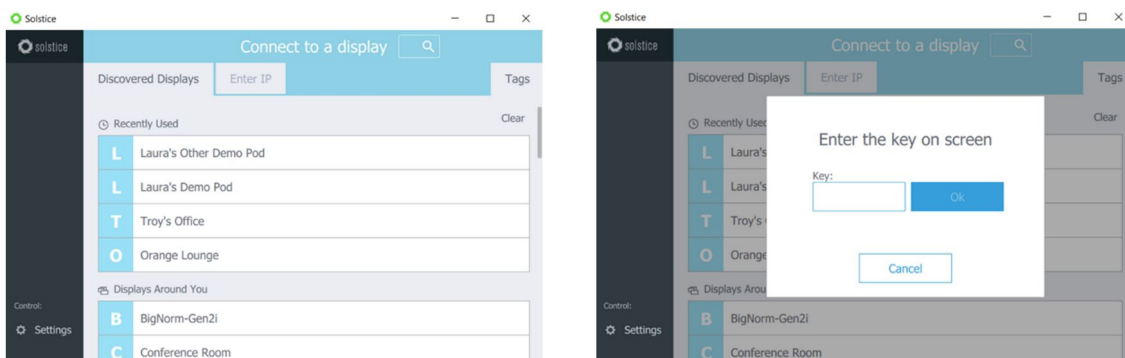 Solstice
solstice
Connect to a display
Discovered Displays
Enter IP
Tags
Recently Used
Clear
L Laura's Other Demo Pod
L Laura's Demo Pod
T Troy's Office
O Orange Lounge
Displays Around You
B BigNorm-Gen2i
C Conference Room
Control:
Settings
Solstice
solstice
Connect to a display
Discovered Displays
Enter IP
Tags
Recently Used
Clear
L Laura's
L Laura's
T Troy's
O Orange
Displays Arou
B BigNorm-Gen2i
C Conference Room
Control:
Settings
Enter the key on screen
Key:
Ok
Cancel